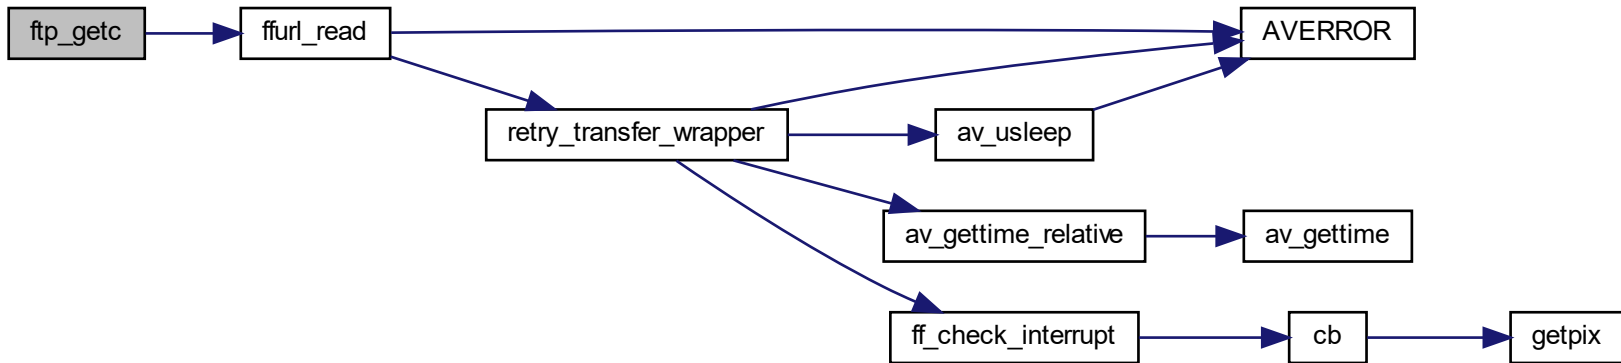 ftp_getc
ffurl_read
AVERROR
retry_transfer_wrapper
av_usleep
av_gettime_relative
av_gettime
ff_check_interrupt
cb
getpix